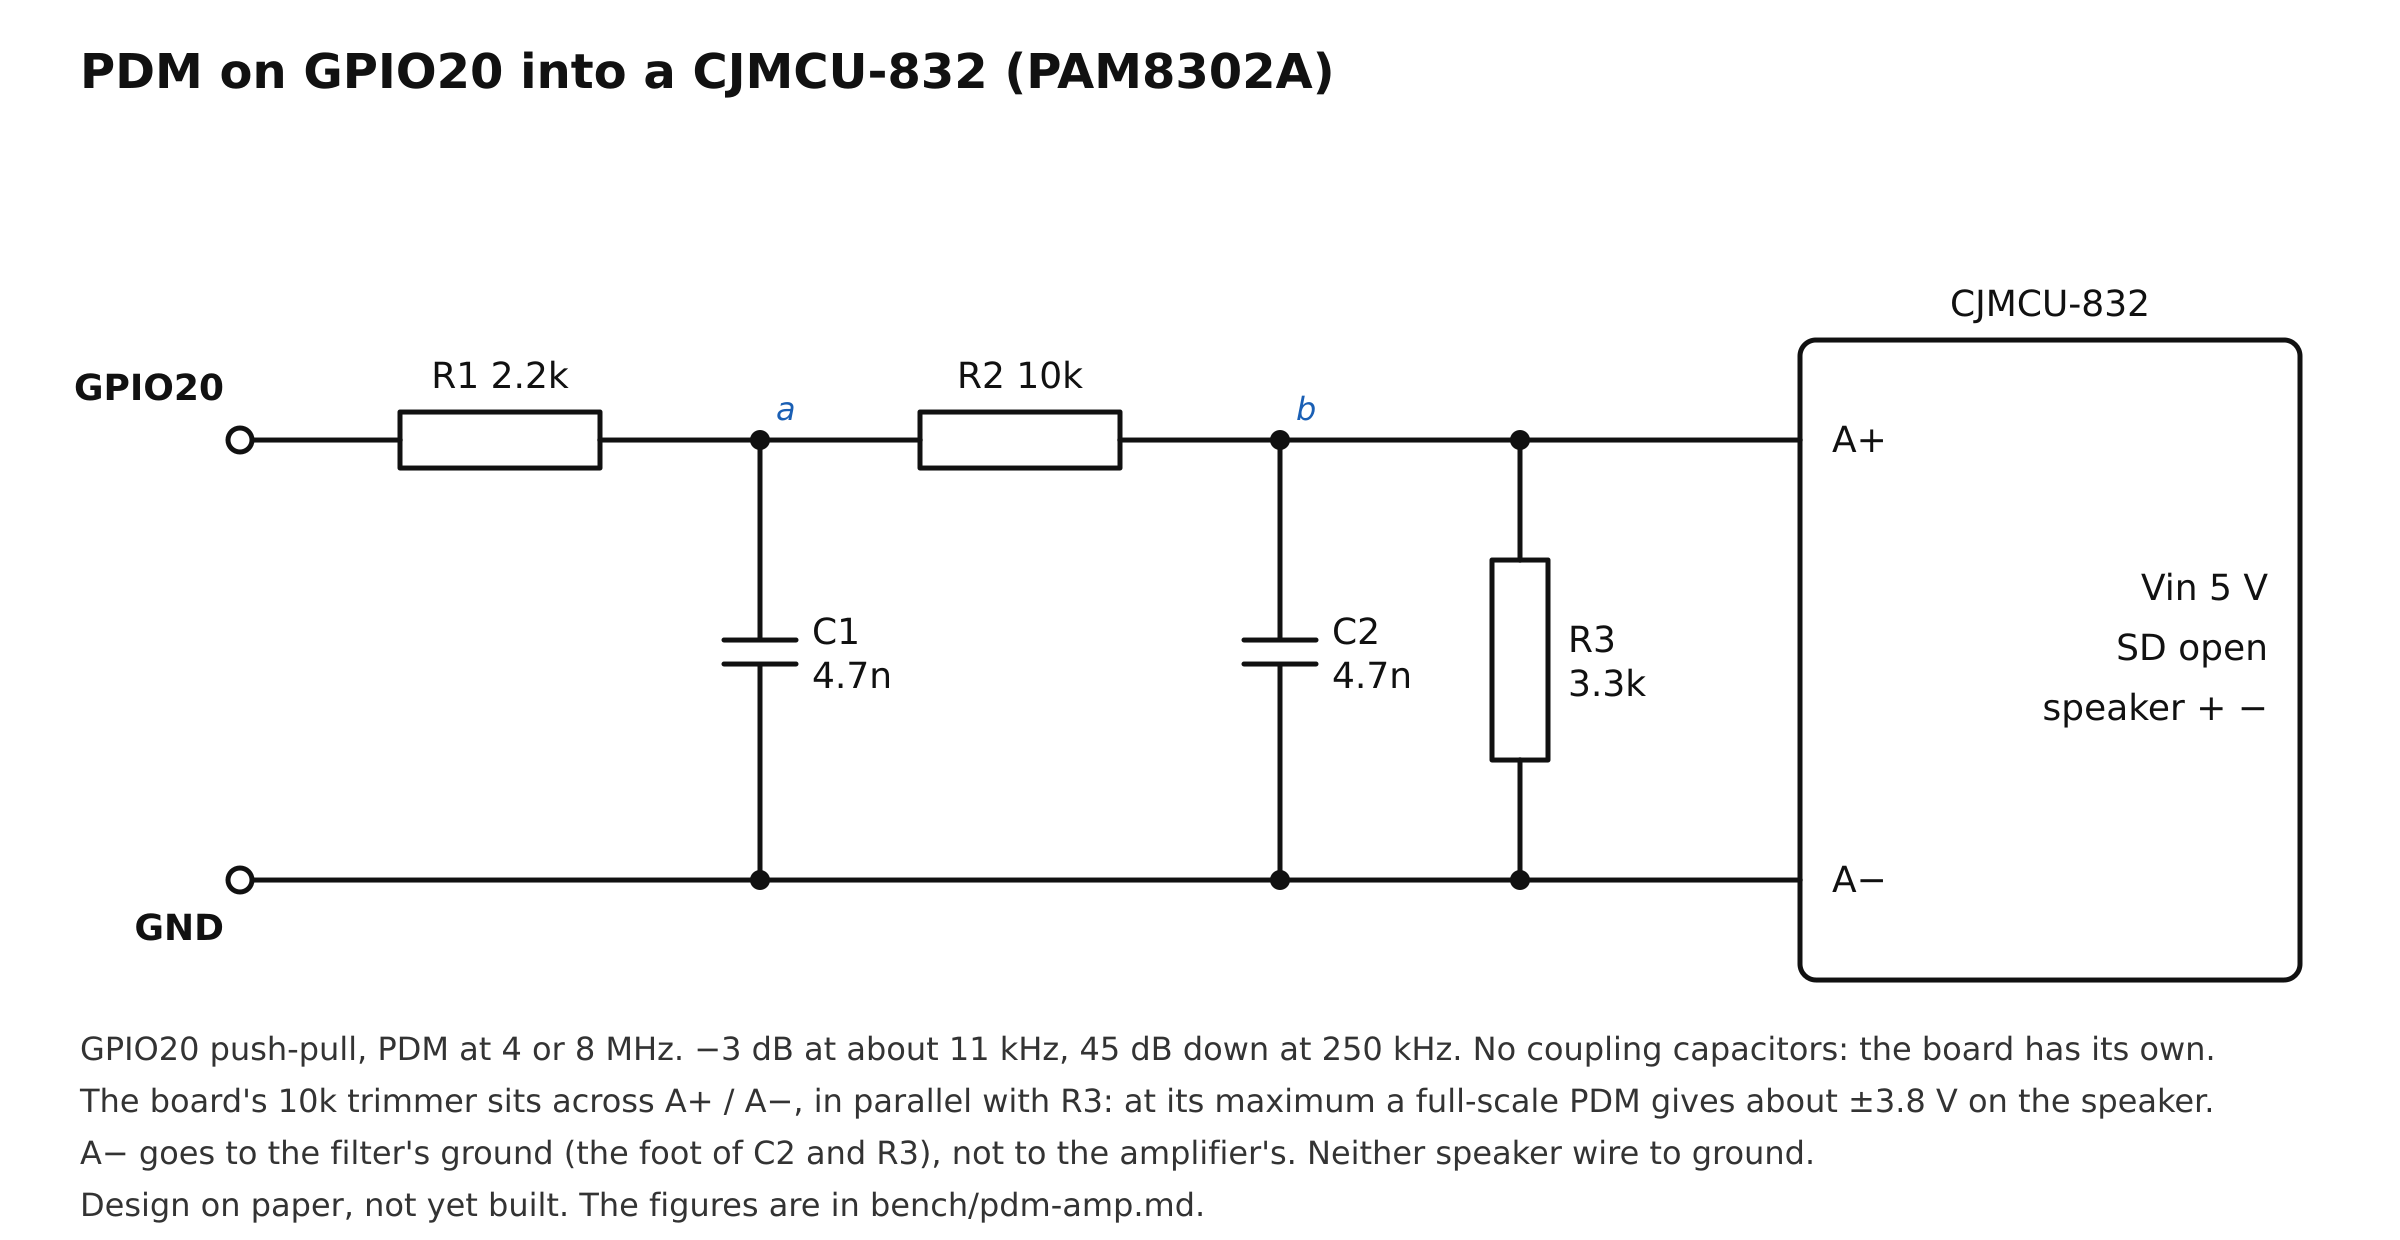 PDM on GPIO20 into a CJMCU-832 (PAM8302A)
CJMCU-832
GPIO20
R1 2.2k
a
R2 10k
b
A+
C1
4.7n
C2
4.7n
R3
3.3k
Vin 5 V
SD open
speaker + −
A−
GND
GPIO20 push-pull, PDM at 4 or 8 MHz. −3 dB at about 11 kHz, 45 dB down at 250 kHz. No coupling capacitors: the board has its own.
The board's 10k trimmer sits across A+ / A−, in parallel with R3: at its maximum a full-scale PDM gives about ±3.8 V on the speaker.
A− goes to the filter's ground (the foot of C2 and R3), not to the amplifier's. Neither speaker wire to ground.
Design on paper, not yet built. The figures are in bench/pdm-amp.md.